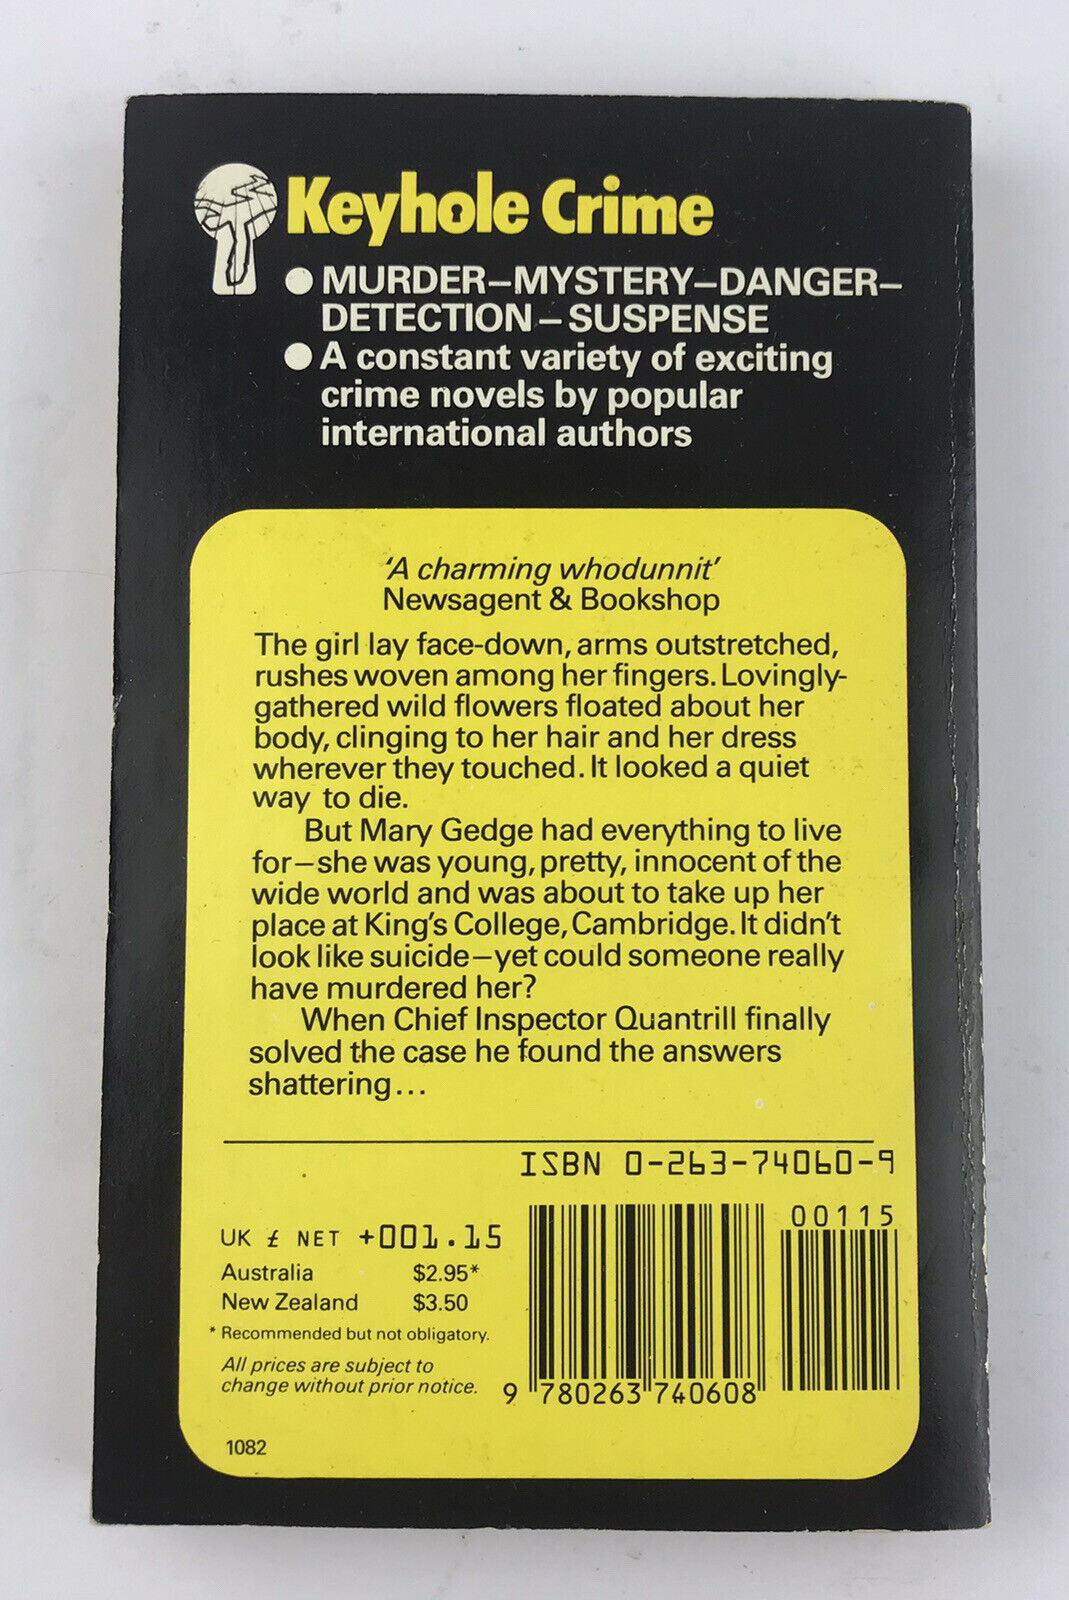 Keyhole Crime
● MURDER–MYSTERY–DANGER–
DETECTION–SUSPENSE
● A constant variety of exciting
crime novels by popular
international authors
'A charming whodunnit'
Newsagent & Bookshop
The girl lay face-down, arms outstretched,
rushes woven among her fingers. Lovingly-
gathered wild flowers floated about her
body, clinging to her hair and her dress
wherever they touched. It looked a quiet
way to die.
But Mary Gedge had everything to live
for–she was young, pretty, innocent of the
wide world and was about to take up her
place at King's College, Cambridge. It didn't
look like suicide–yet could someone really
have murdered her?
When Chief Inspector Quantrill finally
solved the case he found the answers
shattering...
ISBN 0-263-74060-9
00115
UK £ NET +001.15
Australia $2.95*
New Zealand $3.50
* Recommended but not obligatory.
All prices are subject to
change without prior notice.
9 780263 740608
1082